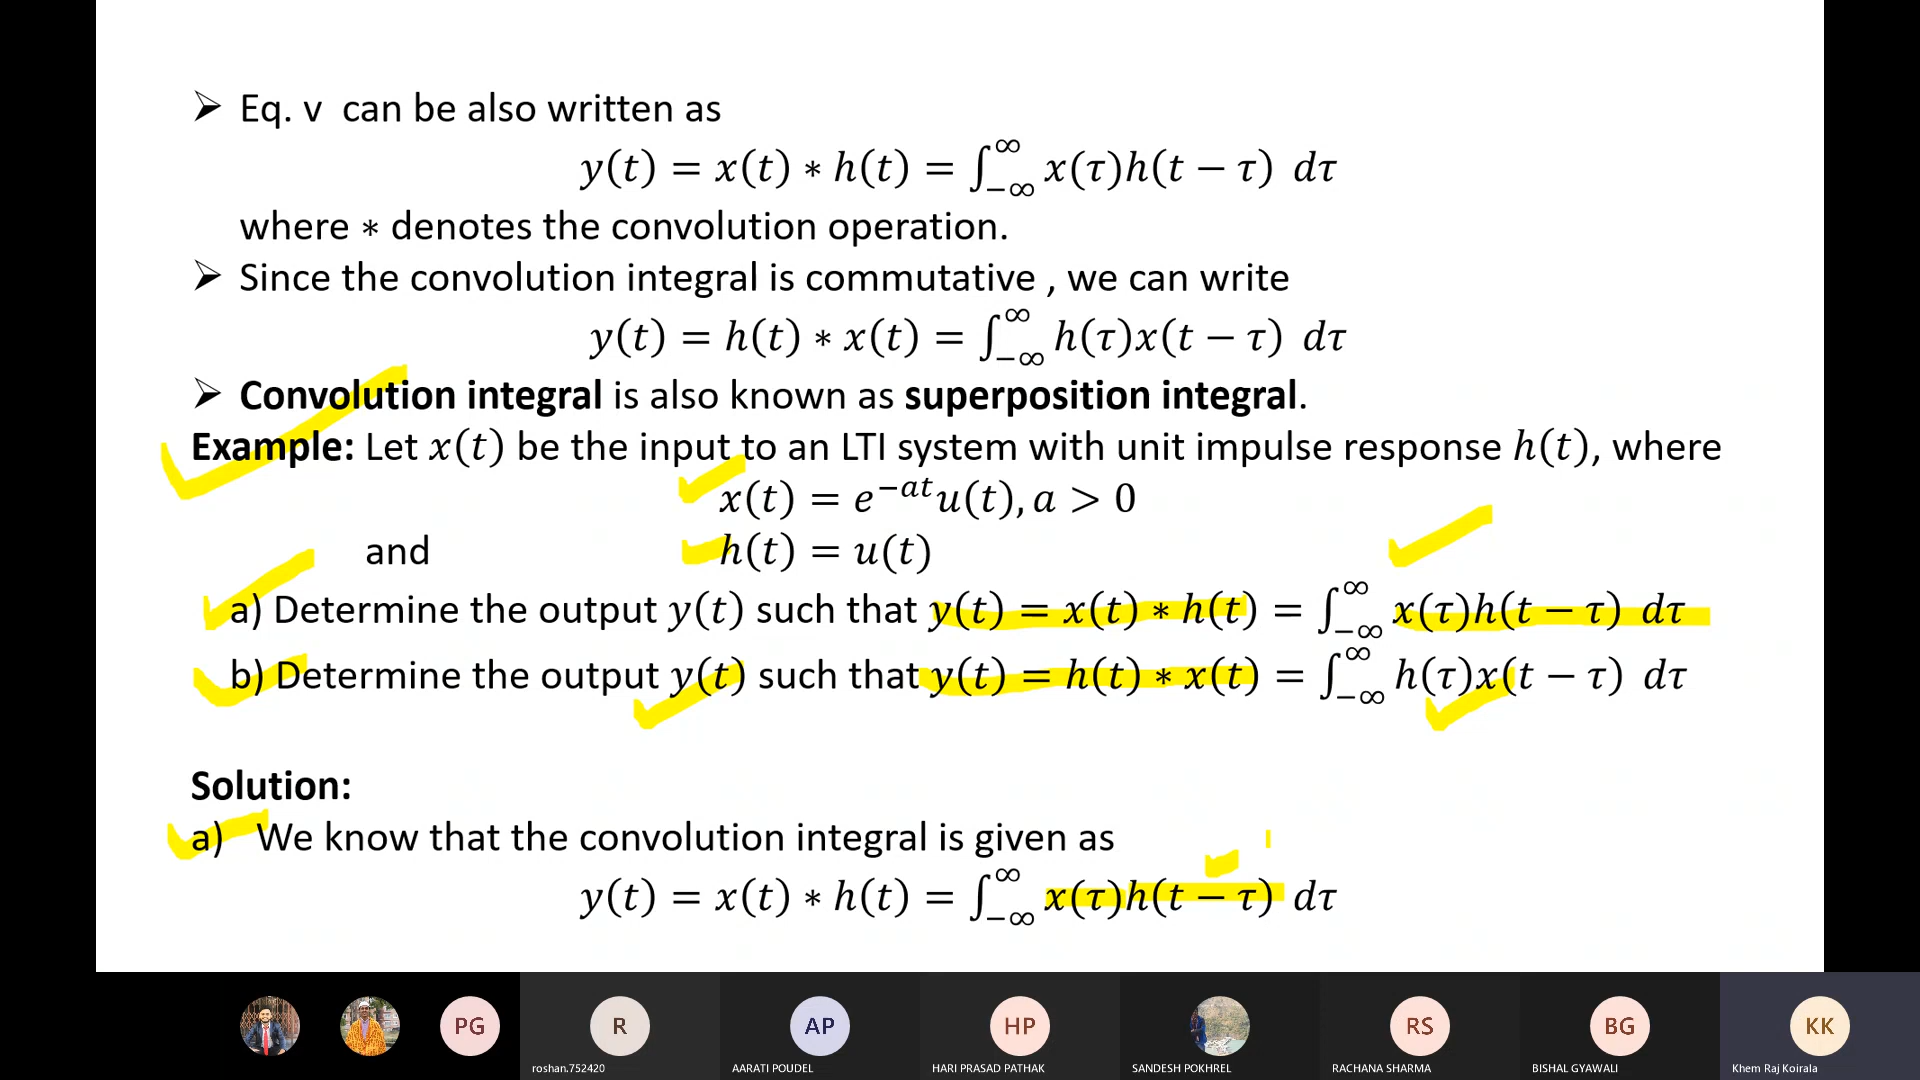 ➢ Eq. v can be also written as
y(t) = x(t) ∗ h(t) = ∫_{−∞}^{∞} x(τ)h(t − τ) dτ
where ∗ denotes the convolution operation.
➢ Since the convolution integral is commutative , we can write
y(t) = h(t) ∗ x(t) = ∫_{−∞}^{∞} h(τ)x(t − τ) dτ
➢ Convolution integral is also known as superposition integral.
Example: Let x(t) be the input to an LTI system with unit impulse response h(t), where
x(t) = e^{−at}u(t), a > 0
and h(t) = u(t)
a) Determine the output y(t) such that y(t) = x(t) ∗ h(t) = ∫_{−∞}^{∞} x(τ)h(t − τ) dτ
b) Determine the output y(t) such that y(t) = h(t) ∗ x(t) = ∫_{−∞}^{∞} h(τ)x(t − τ) dτ
Solution:
a) We know that the convolution integral is given as
y(t) = x(t) ∗ h(t) = ∫_{−∞}^{∞} x(τ)h(t − τ) dτ
PG R AP HP RS BG KK
roshan.752420 AARATI POUDEL HARI PRASAD PATHAK SANDESH POKHREL RACHANA SHARMA BISHAL GYAWALI Khem Raj Koirala